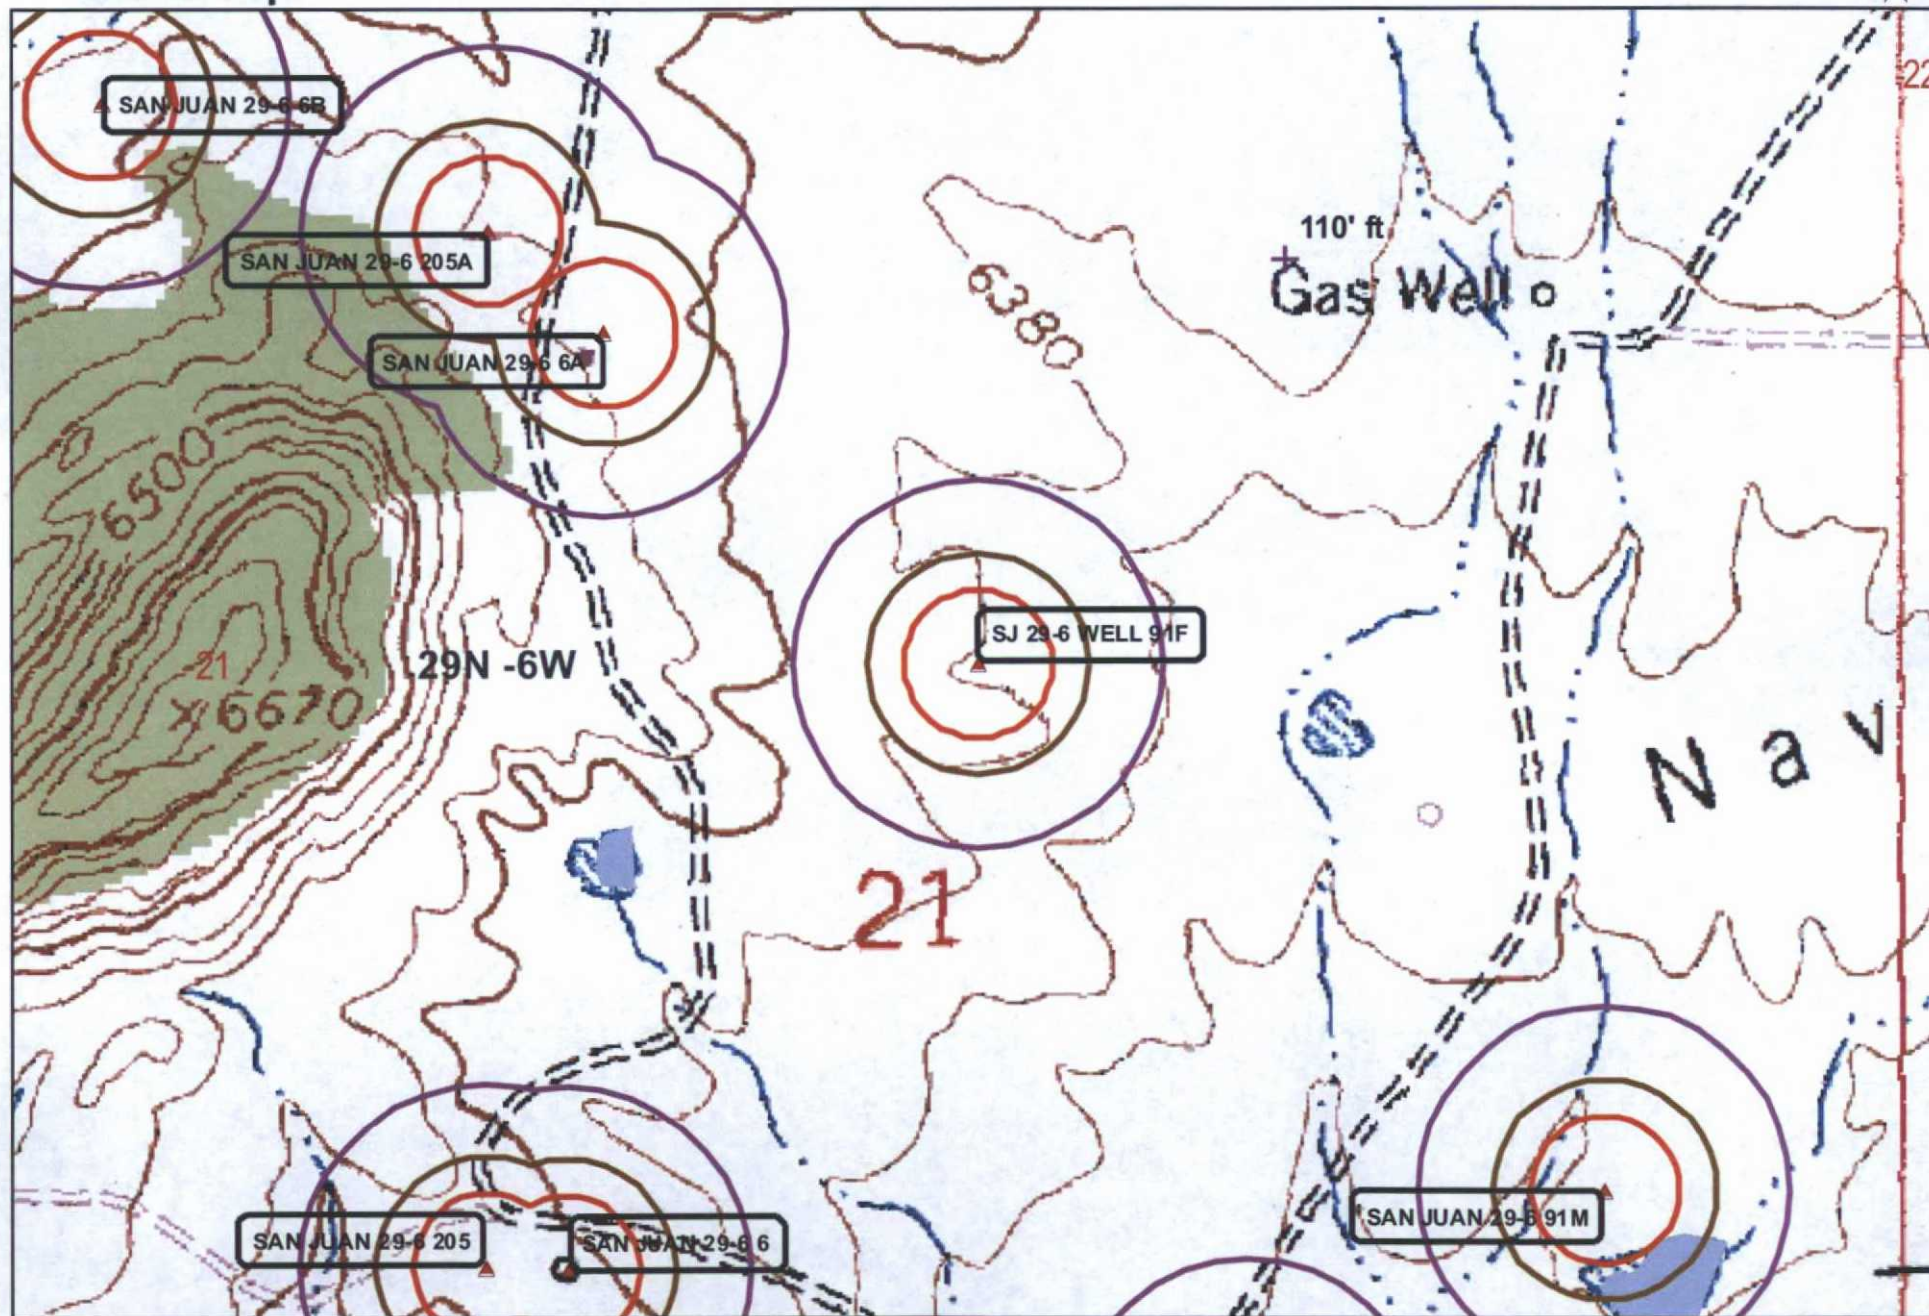 22
SAN JUAN 29-6 6B
110' ft
SAN JUAN 29-6 205A
Gas Well
6380
SAN JUAN 29-6 6A
6500
SJ 29-6 WELL 91F
21
29N -6W
X 6670
Nav
21
SAN JUAN 29-6 91M
SAN JUAN 29-6 205
SAN JUAN 29-6 6